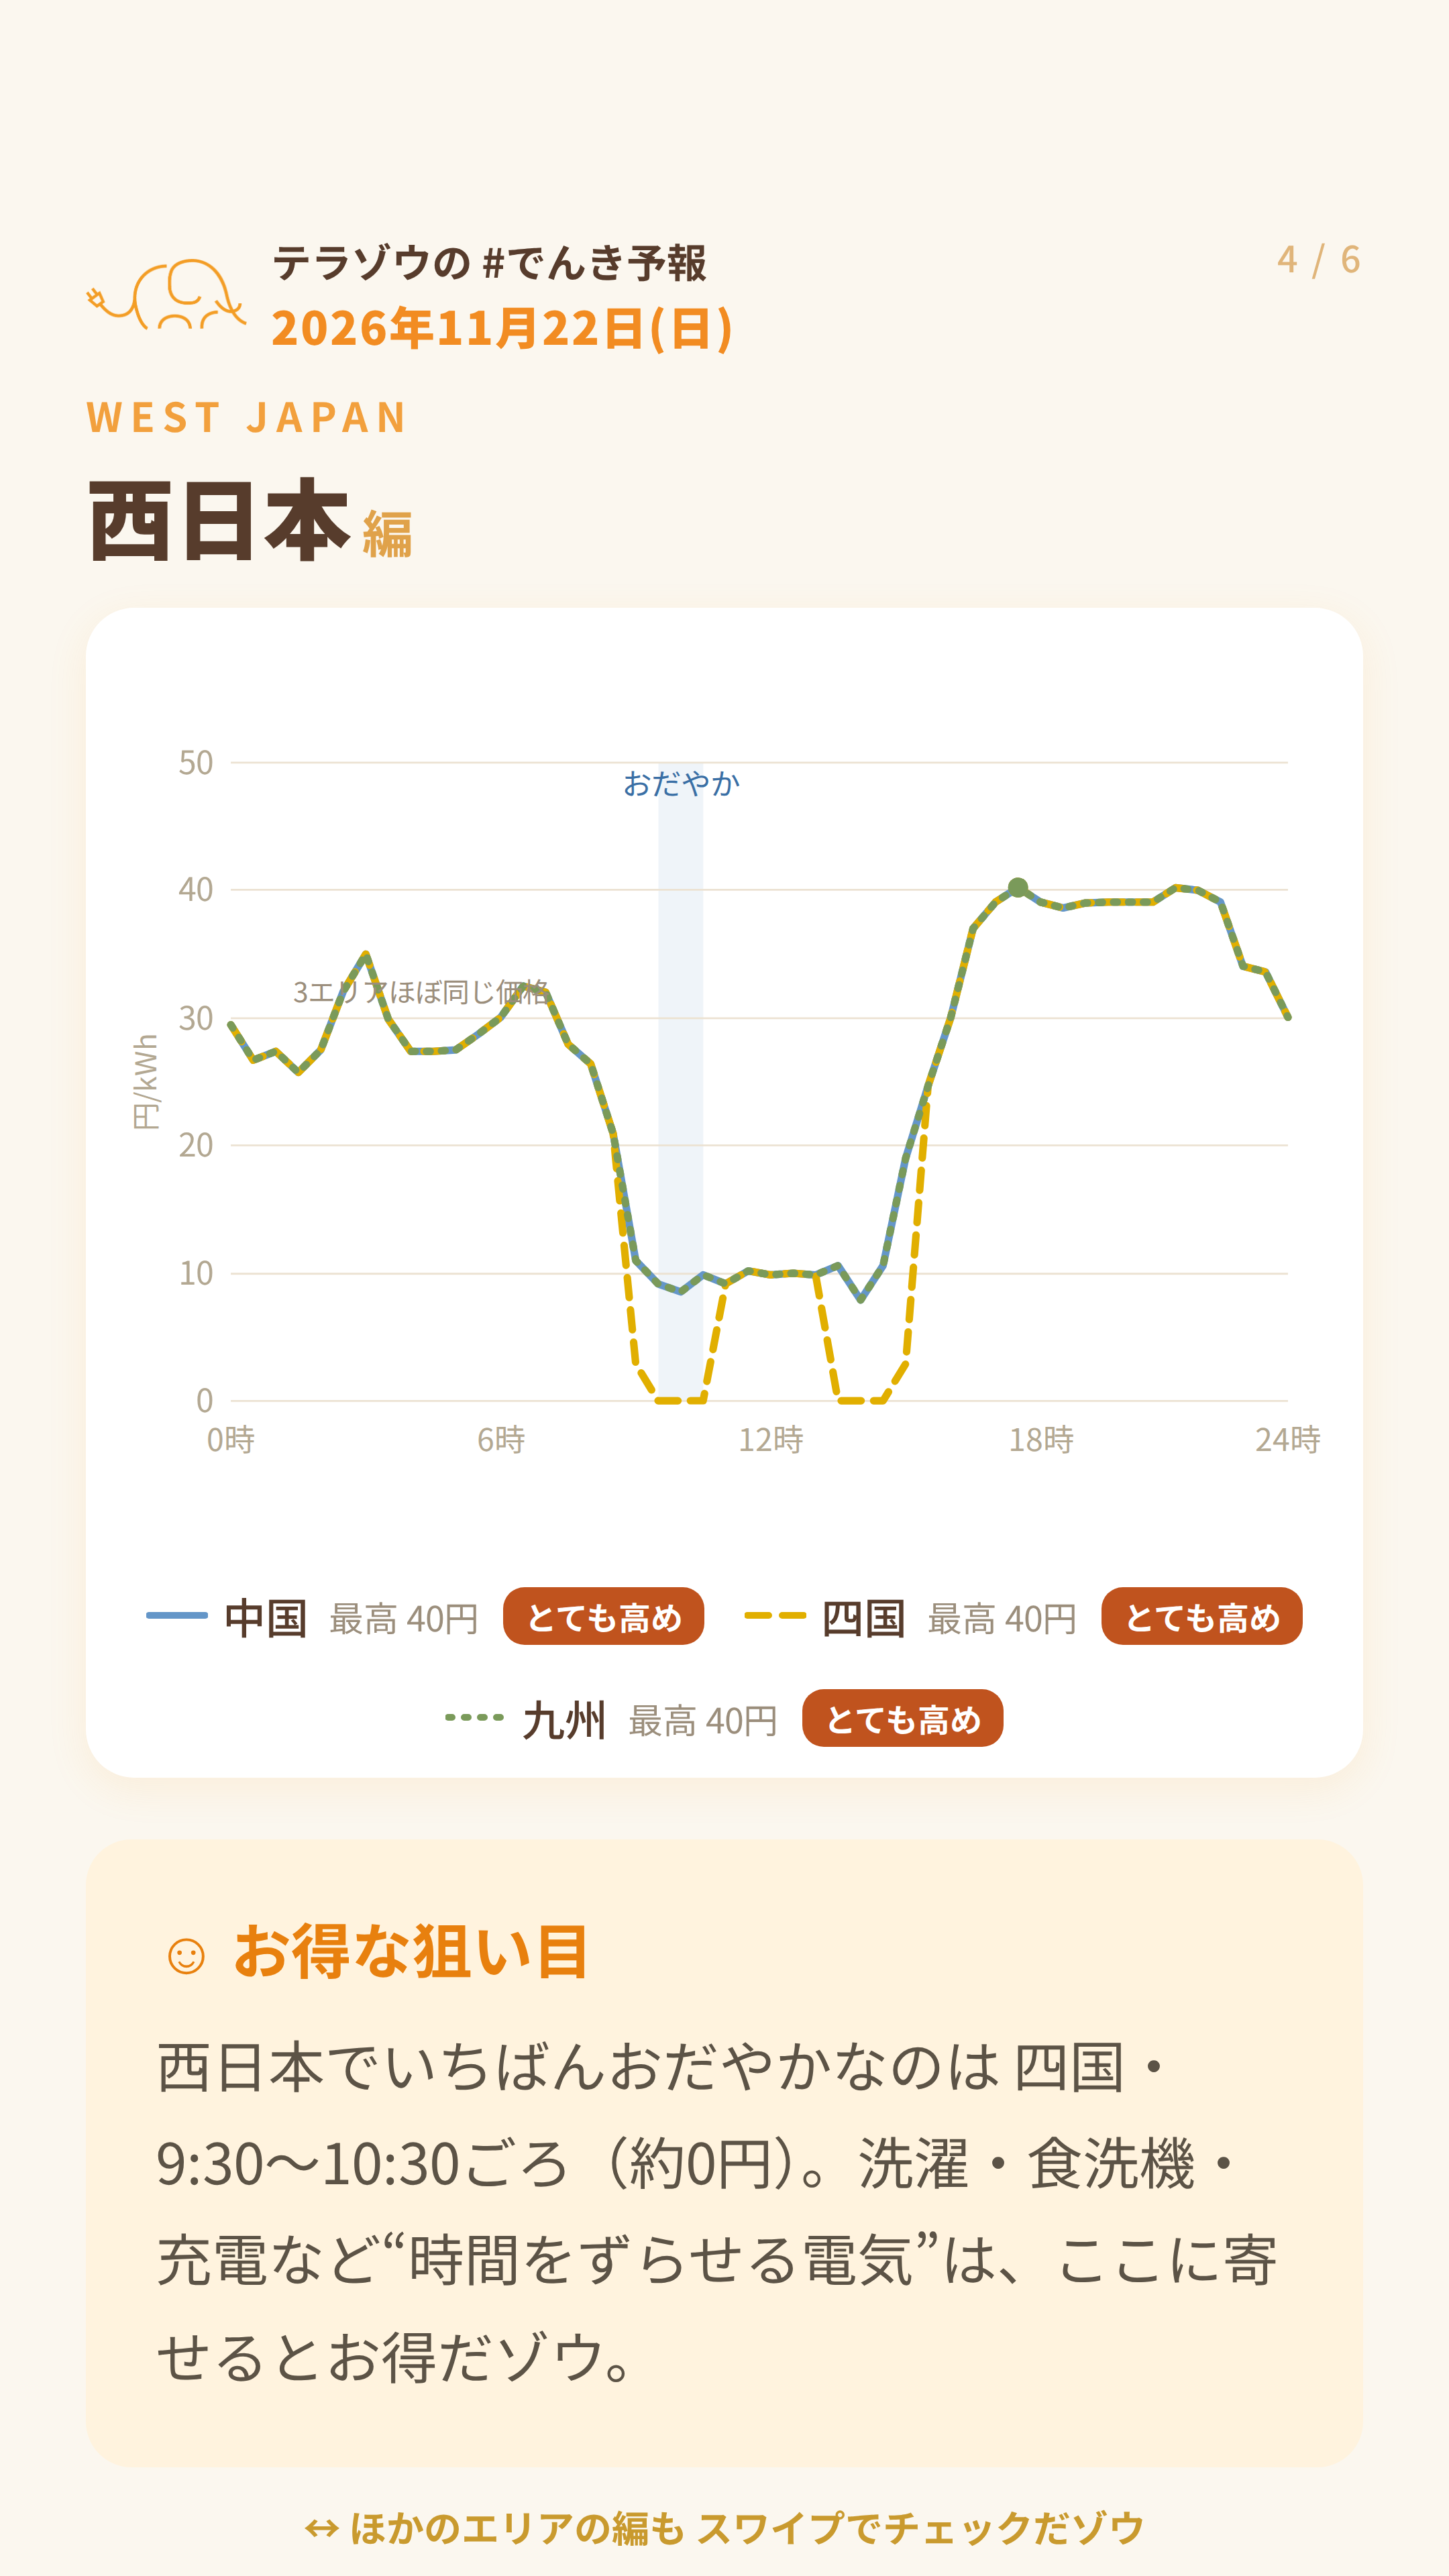 テラゾウの #でんき予報
2026年11月22日(日)
4 / 6
WEST JAPAN
西日本 編
50
おだやか
40
3エリアほぼ同じ価格
30
円/kWh
20
10
0
0時 6時 12時 18時 24時
中国 最高 40円 とても高め 四国 最高 40円 とても高め
九州 最高 40円 とても高め
☺ お得な狙い目
西日本でいちばんおだやかなのは 四国・
9:30〜10:30ごろ（約0円）。洗濯・食洗機・
充電など“時間をずらせる電気”は、ここに寄
せるとお得だゾウ。
↔ ほかのエリアの編も スワイプでチェックだゾウ